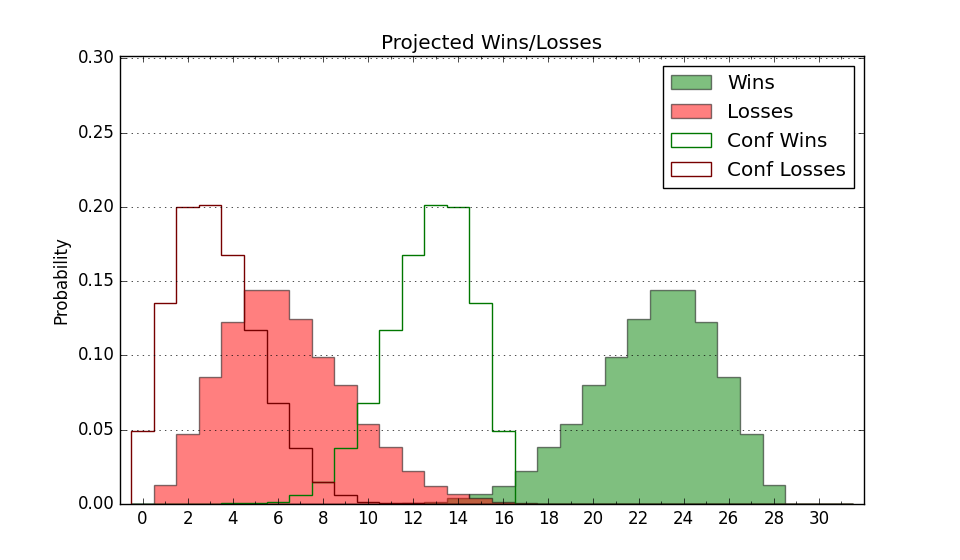 Projected Wins/Losses
0.30
0.25
0.20
0.15
0.10
0.05
0.00
Probability
Wins
Losses
Conf Wins
Conf Losses
0 2 4 6 8 10 12 14 16 18 20 22 24 26 28 30